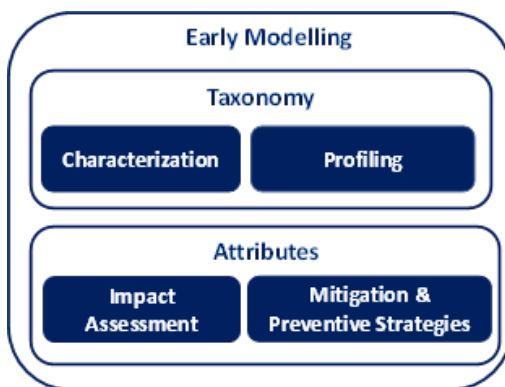 Early Modelling
Taxonomy
Characterization
Profiling
Attributes
Impact
Assessment
Mitigation &
Preventive Strategies